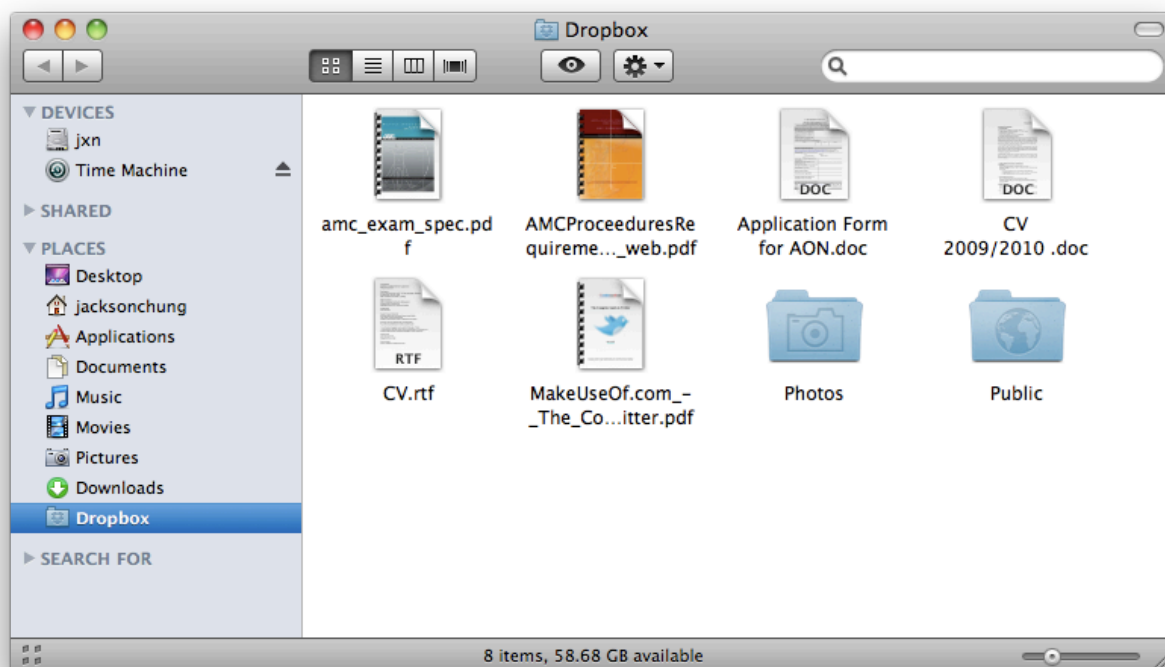 Dropbox
DEVICES
jxn
Time Machine
SHARED
PLACES
Desktop
jacksonchung
Applications
Documents
Music
Movies
Pictures
Downloads
Dropbox
SEARCH FOR
amc_exam_spec.pd
f
AMCProceeduresRe
quireme..._web.pdf
DOC
Application Form
for AON.doc
DOC
CV
2009/2010 .doc
RTF
CV.rtf
MakeUseOf.com_-
_The_Co...itter.pdf
Photos
Public
8 items, 58.68 GB available